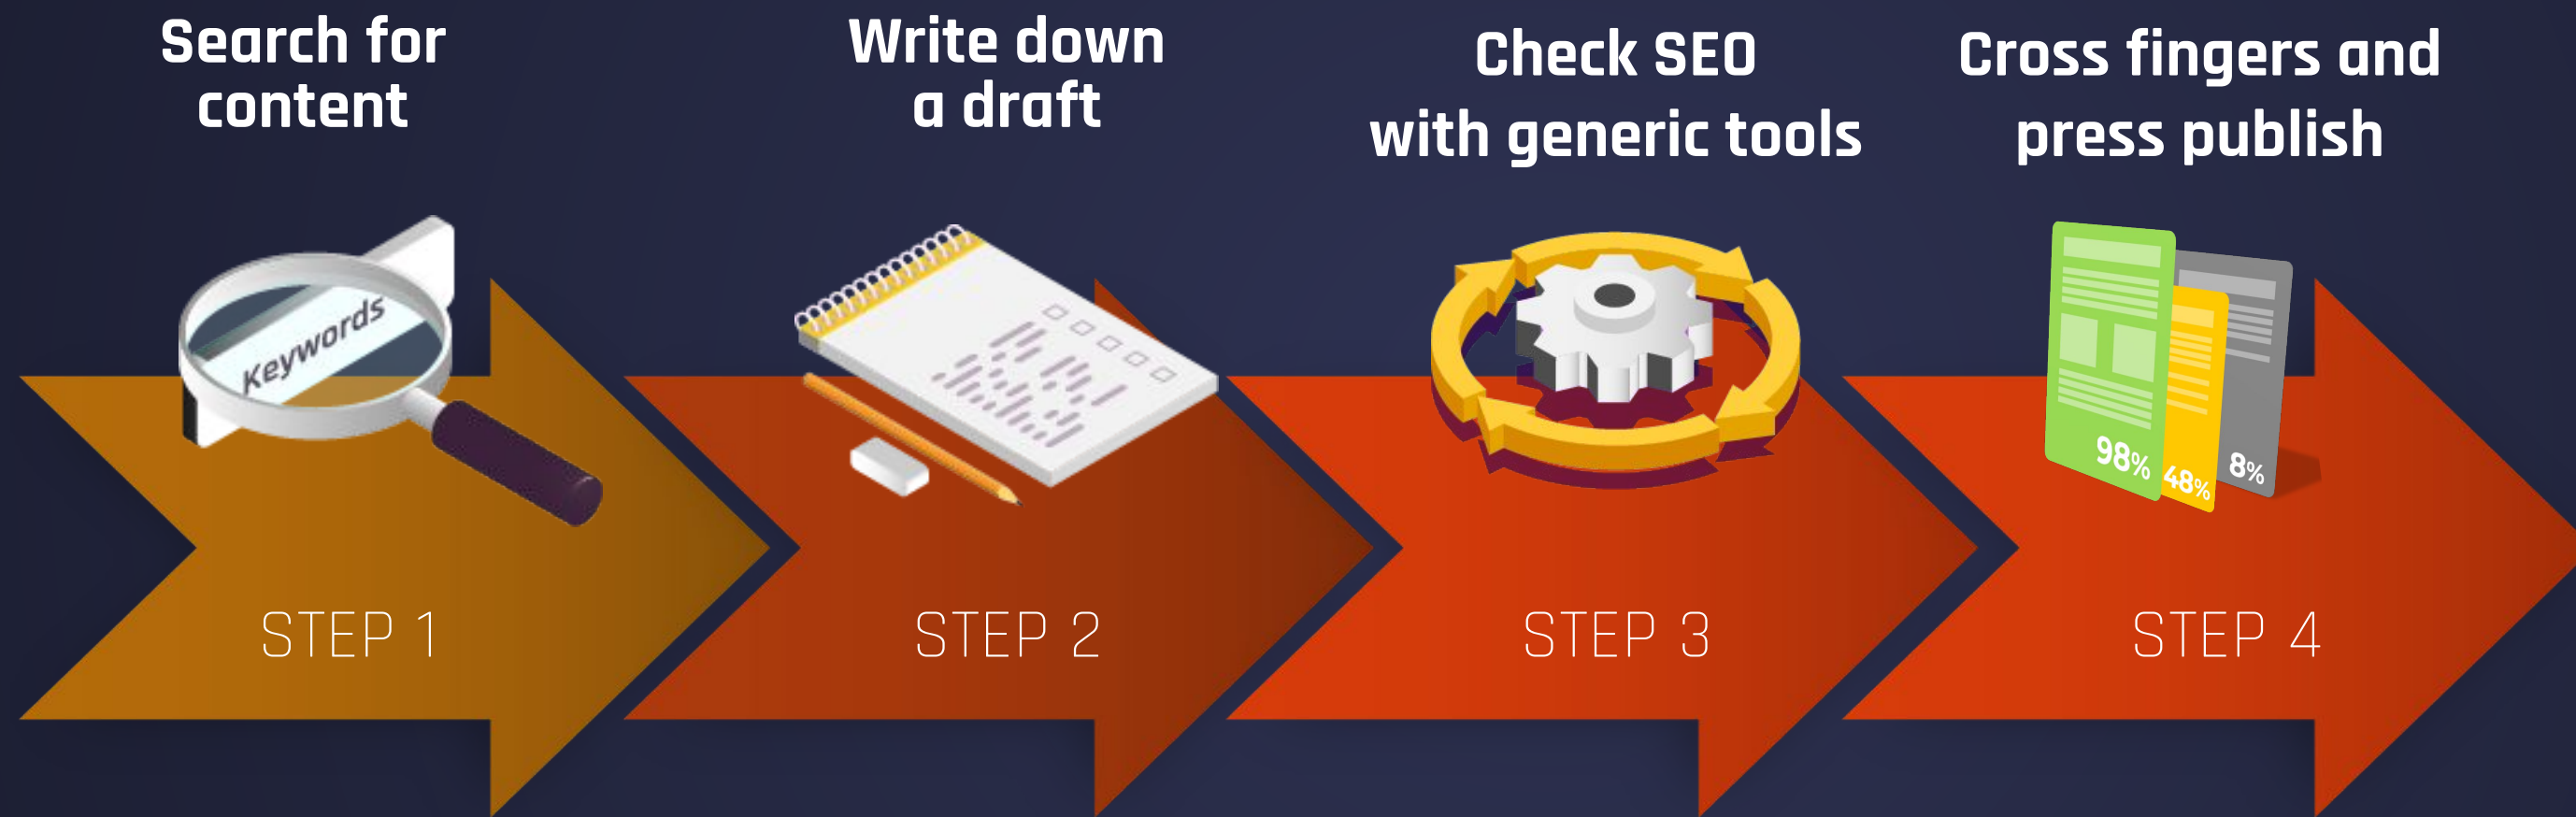 Search for
content
Write down
a draft
Check SEO
with generic tools
Cross fingers and
press publish
Keywords
98%
48%
8%
STEP 1
STEP 2
STEP 3
STEP 4